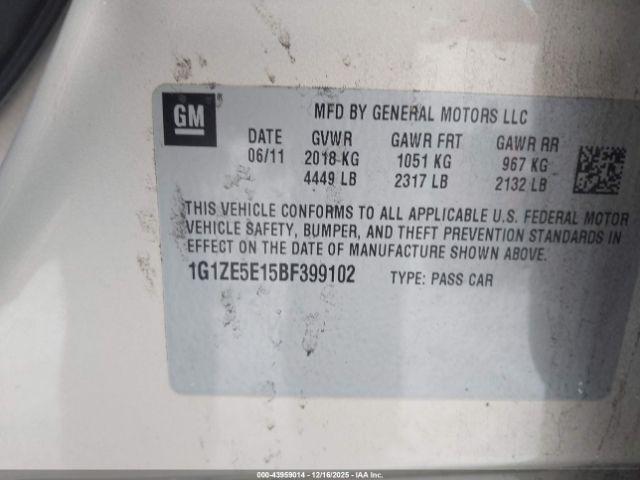 GM
MFD BY GENERAL MOTORS LLC
DATE GVWR GAWR FRT GAWR RR
06/11 2018 KG 1051 KG 967 KG
4449 LB 2317 LB 2132 LB
THIS VEHICLE CONFORMS TO ALL APPLICABLE U.S. FEDERAL MOTOR
VEHICLE SAFETY, BUMPER, AND THEFT PREVENTION STANDARDS IN
EFFECT ON THE DATE OF MANUFACTURE SHOWN ABOVE.
1G1ZE5E15BF399102 TYPE: PASS CAR
000-43959014 - 12/16/2025 - IAA Inc.